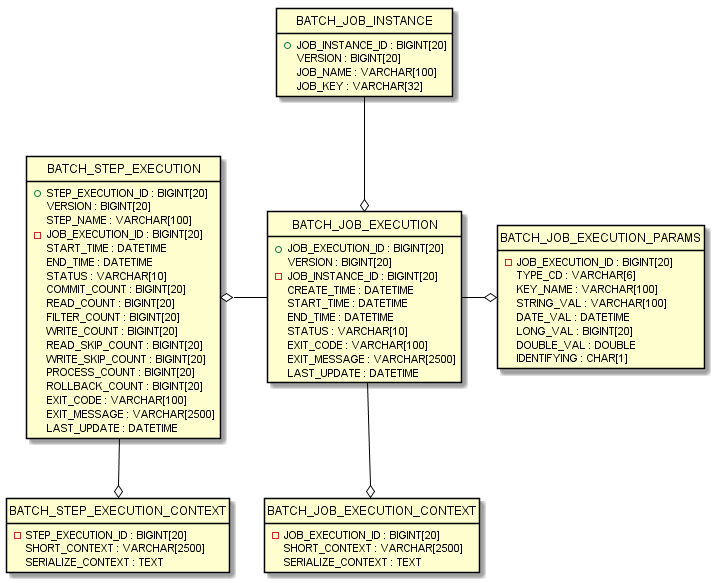 BATCH_JOB_INSTANCE
JOB_INSTANCE_ID : BIGINT[20]
VERSION : BIGINT[20]
JOB_NAME : VARCHAR[100]
JOB_KEY : VARCHAR[32]
BATCH_STEP_EXECUTION
STEP_EXECUTION_ID : BIGINT[20]
VERSION : BIGINT[20]
STEP_NAME : VARCHAR[100]
JOB_EXECUTION_ID : BIGINT[20]
START_TIME : DATETIME
END_TIME : DATETIME
STATUS : VARCHAR[10]
COMMIT_COUNT : BIGINT[20]
READ_COUNT : BIGINT[20]
FILTER_COUNT : BIGINT[20]
WRITE_COUNT : BIGINT[20]
READ_SKIP_COUNT : BIGINT[20]
WRITE_SKIP_COUNT : BIGINT[20]
PROCESS_COUNT : BIGINT[20]
ROLLBACK_COUNT : BIGINT[20]
EXIT_CODE : VARCHAR[100]
EXIT_MESSAGE : VARCHAR[2500]
LAST_UPDATE : DATETIME
BATCH_JOB_EXECUTION
JOB_EXECUTION_ID : BIGINT[20]
VERSION : BIGINT[20]
JOB_INSTANCE_ID : BIGINT[20]
CREATE_TIME : DATETIME
START_TIME : DATETIME
END_TIME : DATETIME
STATUS : VARCHAR[10]
EXIT_CODE : VARCHAR[100]
EXIT_MESSAGE : VARCHAR[2500]
LAST_UPDATE : DATETIME
BATCH_JOB_EXECUTION_PARAMS
JOB_EXECUTION_ID : BIGINT[20]
TYPE_CD : VARCHAR[6]
KEY_NAME : VARCHAR[100]
STRING_VAL : VARCHAR[100]
DATE_VAL : DATETIME
LONG_VAL : BIGINT[20]
DOUBLE_VAL : DOUBLE
IDENTIFYING : CHAR[1]
BATCH_STEP_EXECUTION_CONTEXT
STEP_EXECUTION_ID : BIGINT[20]
SHORT_CONTEXT : VARCHAR[2500]
SERIALIZE_CONTEXT : TEXT
BATCH_JOB_EXECUTION_CONTEXT
JOB_EXECUTION_ID : BIGINT[20]
SHORT_CONTEXT : VARCHAR[2500]
SERIALIZE_CONTEXT : TEXT